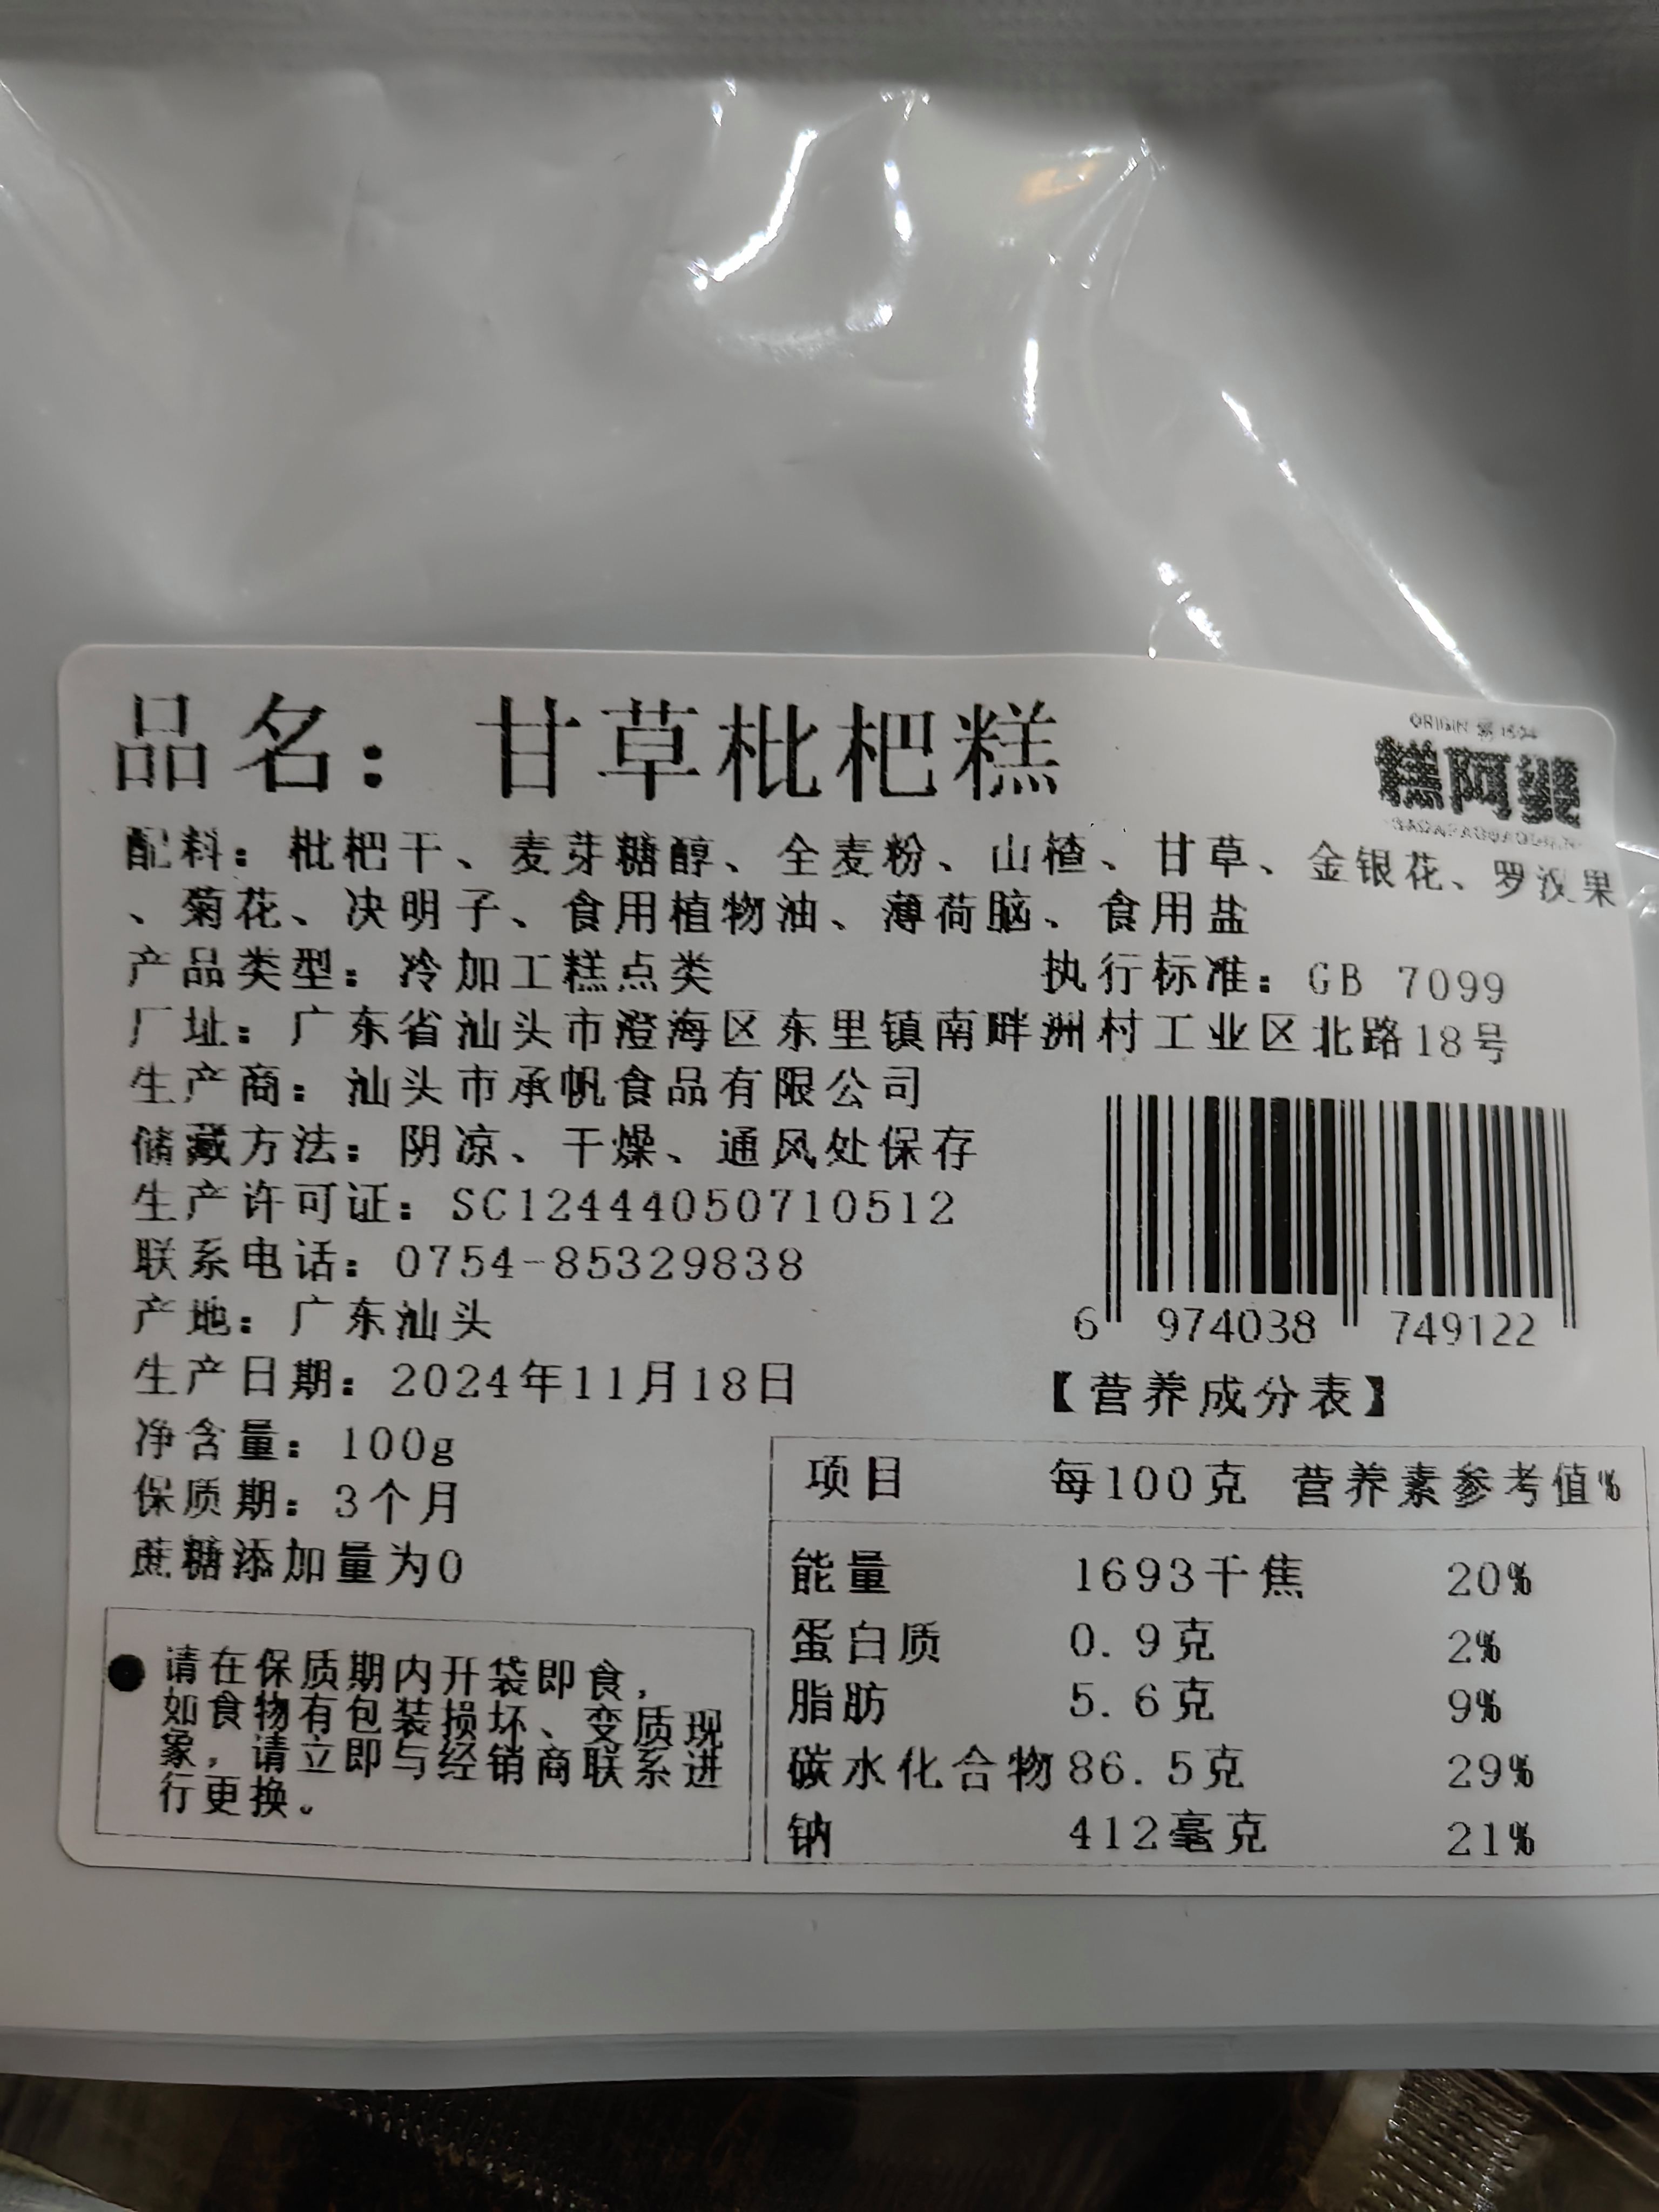 品名：甘草枇杷糕
ORIGIN 1634
糕阿娘
配料：枇杷干、麦芽糖醇、全麦粉、山楂、甘草、金银花、罗汉果
、菊花、决明子、食用植物油、薄荷脑、食用盐
产品类型：冷加工糕点类 执行标准：GB 7099
厂址：广东省汕头市澄海区东里镇南畔洲村工业区北路18号
生产商：汕头市承帆食品有限公司
储藏方法：阴凉、干燥、通风处保存
生产许可证：SC12444050710512
联系电话：0754-85329838
产地：广东汕头
生产日期：2024年11月18日
净含量：100g
保质期：3个月
蔗糖添加量为0
请在保质期内开袋即食，
如食物有包装损坏、变质现
象，请立即与经销商联系进
行更换。
6 974038 749122
【营养成分表】
项目 每100克 营养素参考值%
能量 1693千焦 20%
蛋白质 0.9克 2%
脂肪 5.6克 9%
碳水化合物 86.5克 29%
钠 412毫克 21%